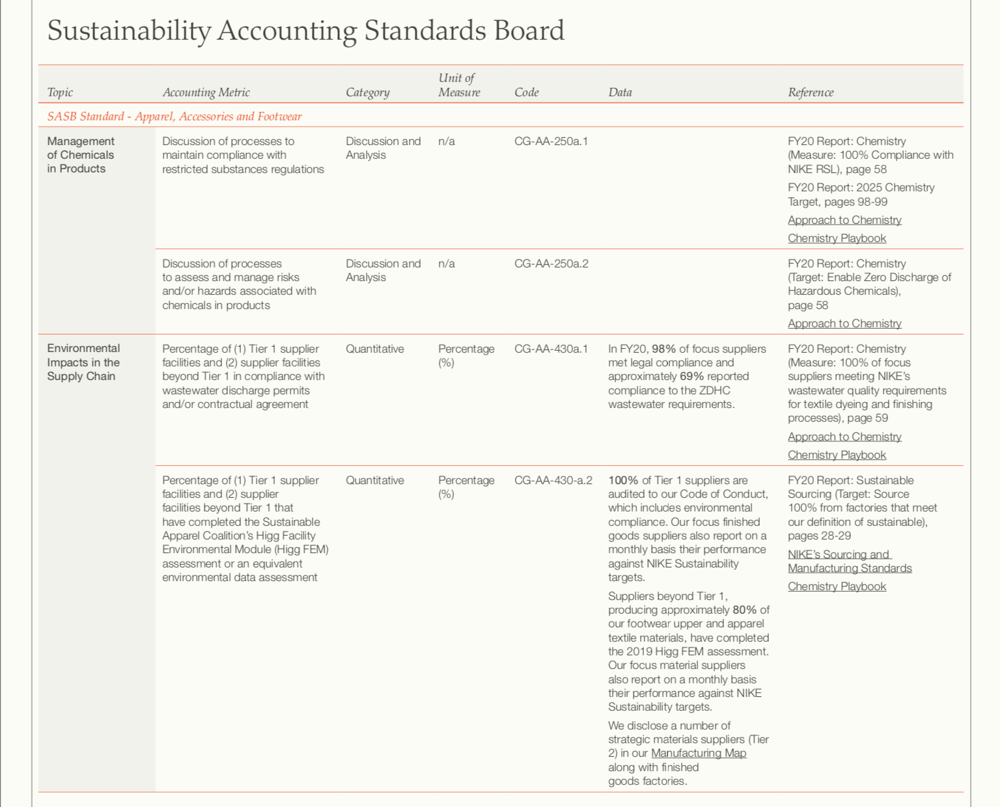 Sustainability Accounting Standards Board
Topic
Accounting Metric
Category
Unit of
Measure
Code
Data
Reference
SASB Standard - Apparel, Accessories and Footwear
Management
of Chemicals
in Products
Discussion of processes to
maintain compliance with
restricted substances regulations
Discussion and
Analysis
n/a
CG-AA-250a.1
FY20 Report: Chemistry
(Measure: 100% Compliance with
NIKE RSL), page 58
FY20 Report: 2025 Chemistry
Target, pages 98-99
Approach to Chemistry
Chemistry Playbook
Discussion of processes
to assess and manage risks
and/or hazards associated with
chemicals in products
Discussion and
Analysis
n/a
CG-AA-250a.2
FY20 Report: Chemistry
(Target: Enable Zero Discharge of
Hazardous Chemicals),
page 58
Approach to Chemistry
Environmental
Impacts in the
Supply Chain
Percentage of (1) Tier 1 supplier
facilities and (2) supplier facilities
beyond Tier 1 in compliance with
wastewater discharge permits
and/or contractual agreement
Quantitative
Percentage
(%)
CG-AA-430a.1
In FY20, 98% of focus suppliers
met legal compliance and
approximately 69% reported
compliance to the ZDHC
wastewater requirements.
FY20 Report: Chemistry
(Measure: 100% of focus
suppliers meeting NIKE's
wastewater quality requirements
for textile dyeing and finishing
processes), page 59
Approach to Chemistry
Chemistry Playbook
Percentage of (1) Tier 1 supplier
facilities and (2) supplier
facilities beyond Tier 1 that
have completed the Sustainable
Apparel Coalition's Higg Facility
Environmental Module (Higg FEM)
assessment or an equivalent
environmental data assessment
Quantitative
Percentage
(%)
CG-AA-430-a.2
100% of Tier 1 suppliers are
audited to our Code of Conduct,
which includes environmental
compliance. Our focus finished
goods suppliers also report on a
monthly basis their performance
against NIKE Sustainability
targets.
Suppliers beyond Tier 1,
producing approximately 80% of
our footwear upper and apparel
textile materials, have completed
the 2019 Higg FEM assessment.
Our focus material suppliers
also report on a monthly basis
their performance against NIKE
Sustainability targets.
We disclose a number of
strategic materials suppliers (Tier
2) in our Manufacturing Map
along with finished
goods factories.
FY20 Report: Sustainable
Sourcing (Target: Source
100% from factories that meet
our definition of sustainable),
pages 28-29
NIKE's Sourcing and
Manufacturing Standards
Chemistry Playbook